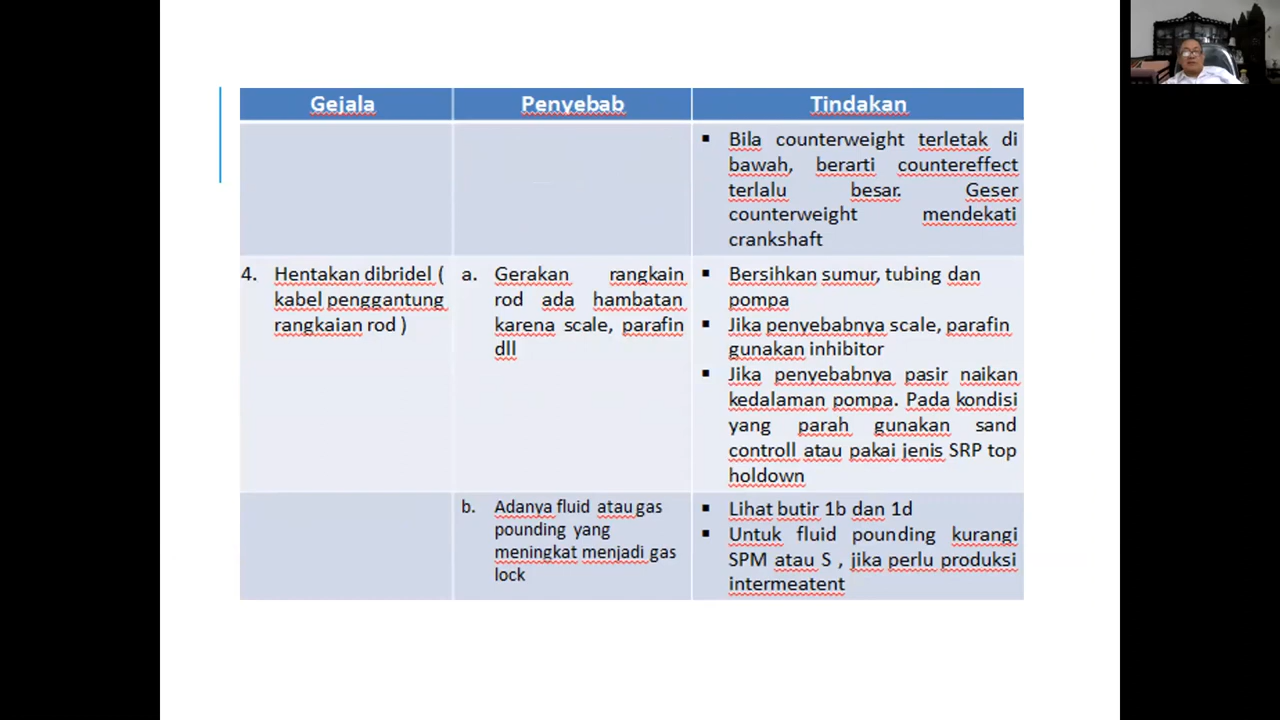 Gejala
Penyebab
Tindakan
▪ Bila counterweight terletak di
bawah, berarti countereffect
terlalu besar. Geser
counterweight mendekati
crankshaft
4. Hentakan dibridel (
kabel penggantung
rangkaian rod )
a. Gerakan rangkain
rod ada hambatan
karena scale, parafin
dll
▪ Bersihkan sumur, tubing dan
pompa
▪ Jika penyebabnya scale, parafin
gunakan inhibitor
▪ Jika penyebabnya pasir naikan
kedalaman pompa. Pada kondisi
yang parah gunakan sand
controll atau pakai jenis SRP top
holdown
b. Adanya fluid atau gas
pounding yang
meningkat menjadi gas
lock
▪ Lihat butir 1b dan 1d
▪ Untuk fluid pounding kurangi
SPM atau S , jika perlu produksi
intermeatent